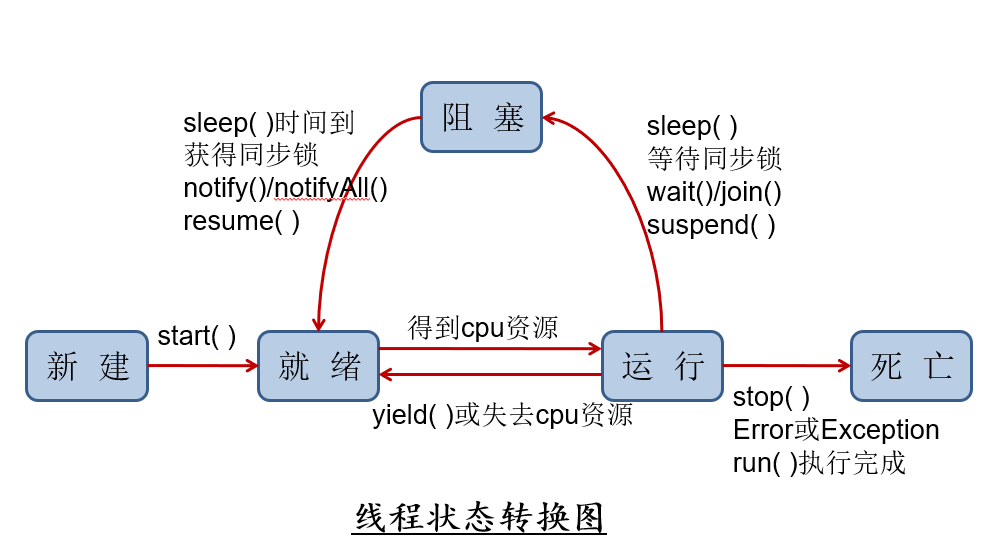 阻 塞
sleep( )时间到
获得同步锁
notify()/notifyAll()
resume( )
sleep( )
等待同步锁
wait()/join()
suspend( )
新 建
start( )
就 绪
得到cpu资源
yield( )或失去cpu资源
运 行
死 亡
stop( )
Error或Exception
run( )执行完成
线程状态转换图